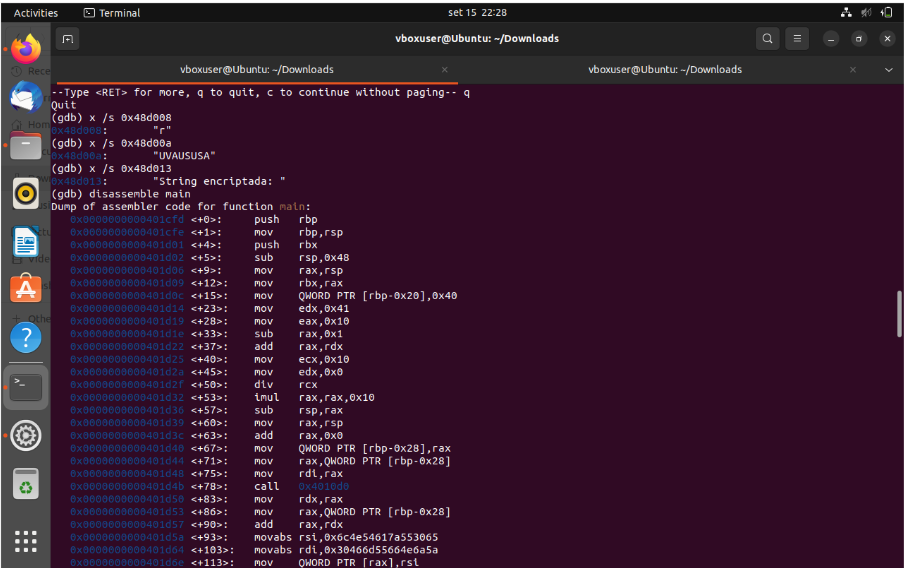 Activities Terminal set 15 22:28
vboxuser@Ubuntu: ~/Downloads
vboxuser@Ubuntu: ~/Downloads × vboxuser@Ubuntu: ~/Downloads ×
--Type <RET> for more, q to quit, c to continue without paging-- q
Quit
(gdb) x /s 0x48d008
0x48d008: "r"
(gdb) x /s 0x48d00a
0x48d00a: "UVAUSUSA"
(gdb) x /s 0x48d013
0x48d013: "String encriptada: "
(gdb) disassemble main
Dump of assembler code for function main:
0x0000000000401cfd <+0>: push rbp
0x0000000000401cfe <+1>: mov rbp,rsp
0x0000000000401d01 <+4>: push rbx
0x0000000000401d02 <+5>: sub rsp,0x48
0x0000000000401d06 <+9>: mov rax,rsp
0x0000000000401d09 <+12>: mov rbx,rax
0x0000000000401d0c <+15>: mov QWORD PTR [rbp-0x20],0x40
0x0000000000401d14 <+23>: mov edx,0x41
0x0000000000401d19 <+28>: mov eax,0x10
0x0000000000401d1e <+33>: sub rax,0x1
0x0000000000401d22 <+37>: add rax,rdx
0x0000000000401d25 <+40>: mov ecx,0x10
0x0000000000401d2a <+45>: mov edx,0x0
0x0000000000401d2f <+50>: div rcx
0x0000000000401d32 <+53>: imul rax,rax,0x10
0x0000000000401d36 <+57>: sub rsp,rax
0x0000000000401d39 <+60>: mov rax,rsp
0x0000000000401d3c <+63>: add rax,0x0
0x0000000000401d40 <+67>: mov QWORD PTR [rbp-0x28],rax
0x0000000000401d44 <+71>: mov rax,QWORD PTR [rbp-0x28]
0x0000000000401d48 <+75>: mov rdi,rax
0x0000000000401d4b <+78>: call 0x4010d0
0x0000000000401d50 <+83>: mov rdx,rax
0x0000000000401d53 <+86>: mov rax,QWORD PTR [rbp-0x28]
0x0000000000401d57 <+90>: add rax,rdx
0x0000000000401d5a <+93>: movabs rsi,0x6c4e54617a553065
0x0000000000401d64 <+103>: movabs rdi,0x30466d55664e6a5a
0x0000000000401d6e <+113>: mov QWORD PTR [rax],rsi